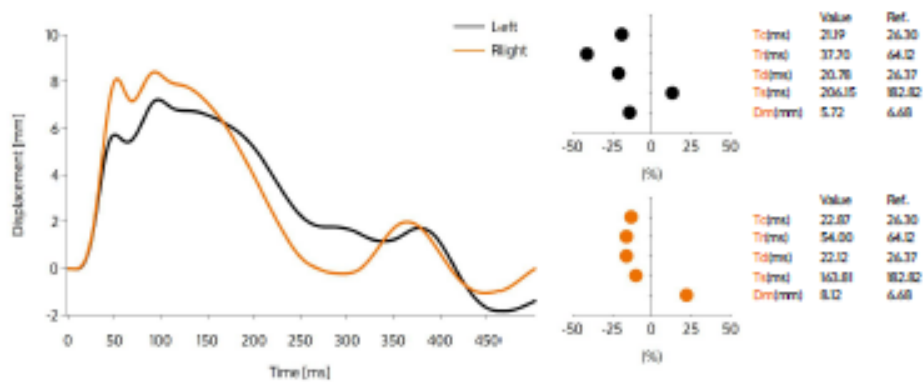 Displacement [mm]
10
8
6
4
2
0
-2
0 50 100 150 200 250 300 350 400 450
Time [ms]
Left
Rlight
Value Ref.
Tc(ms) 21.19 26.30
Tr(ms) 37.70 64.12
Td(ms) 20.78 26.37
Ts(ms) 206.15 182.82
Dm(mm) 5.72 6.68
-50 -25 0 25 50
(%)
Value Ref.
Tc(ms) 22.87 26.30
Tr(ms) 54.00 64.12
Td(ms) 22.12 26.37
Ts(ms) 163.81 182.82
Dm(mm) 8.12 6.68
-50 -25 0 25 50
(%)